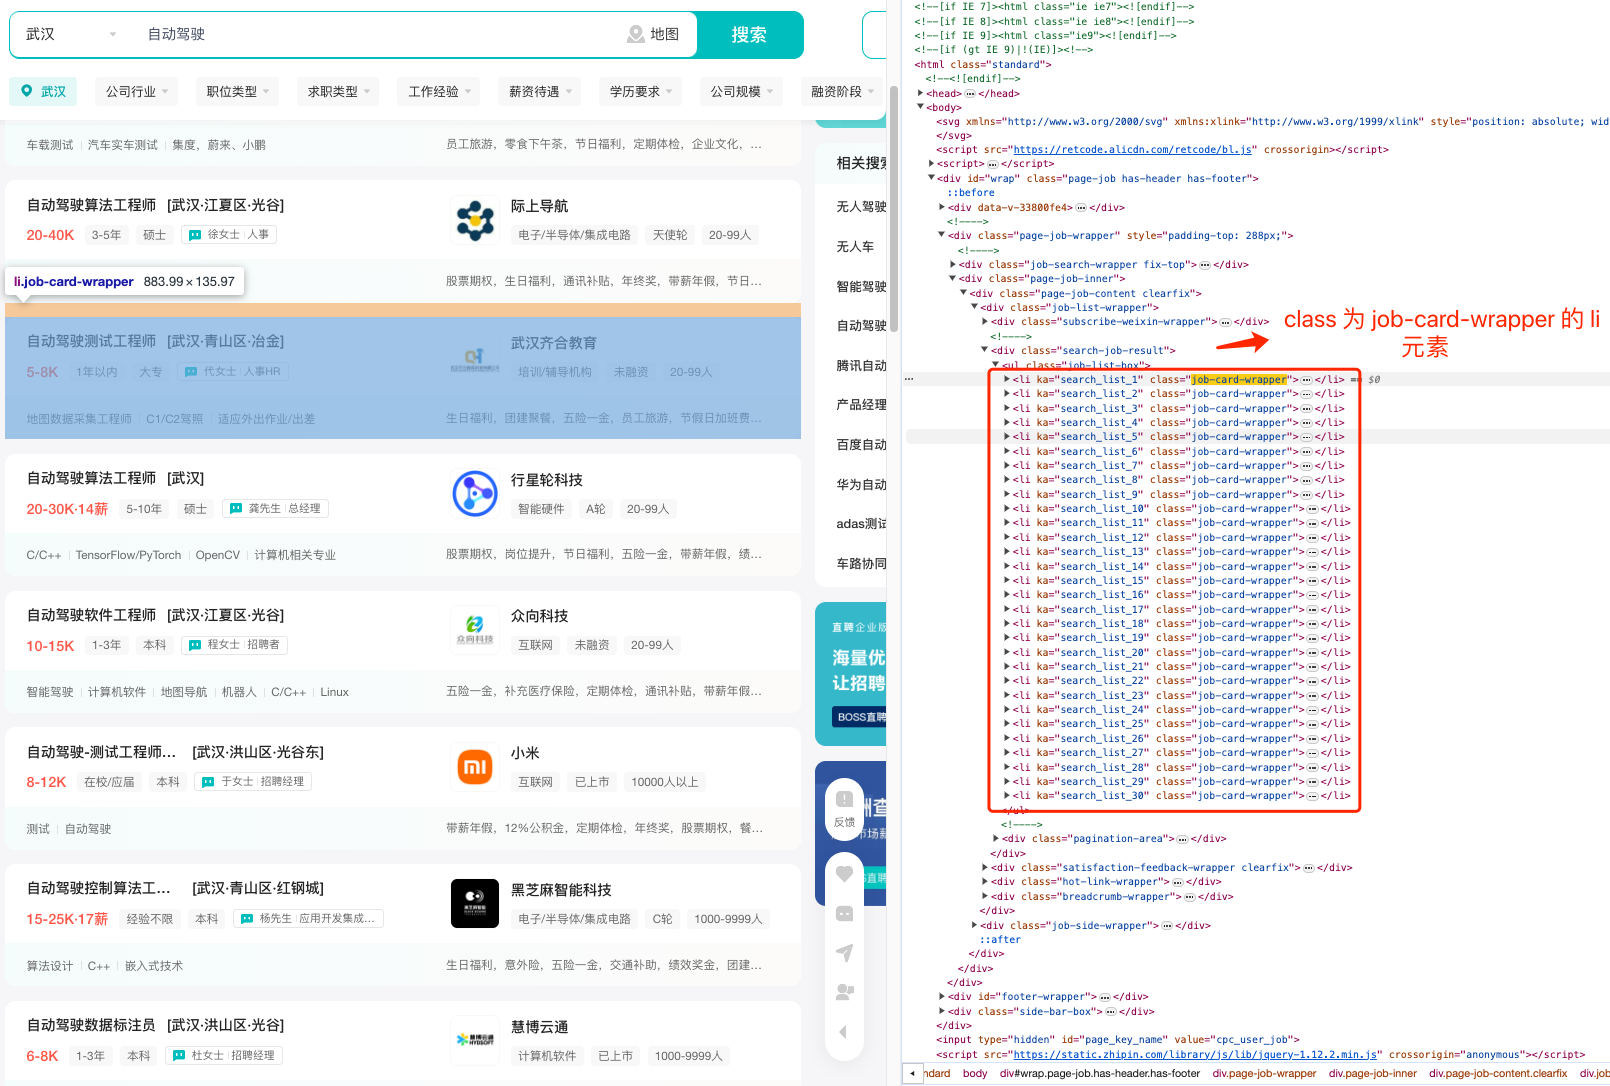 武汉
自动驾驶
地图
搜索
武汉
公司行业
职位类型
求职类型
工作经验
薪资待遇
学历要求
公司规模
融资阶段
车载测试 汽车实车测试 集度，蔚来、小鹏
员工旅游，零食下午茶，节日福利，定期体检，企业文化，...
自动驾驶算法工程师 [武汉·江夏区·光谷]
20-40K 3-5年 硕士 徐女士 人事
际上导航
电子/半导体/集成电路 天使轮 20-99人
股票期权，生日福利，通讯补贴，年终奖，带薪年假，节日...
li.job-card-wrapper 883.99×135.97
自动驾驶测试工程师 [武汉·青山区·冶金]
5-8K 1年以内 大专 代女士 人事HR
武汉齐合教育
培训/辅导机构 未融资 20-99人
地图数据采集工程师 C1/C2驾照 适应外出作业/出差
生日福利，团建聚餐，五险一金，员工旅游，节假日加班费...
自动驾驶算法工程师 [武汉]
20-30K·14薪 5-10年 硕士 龚先生 总经理
行星轮科技
智能硬件 A轮 20-99人
C/C++ TensorFlow/PyTorch OpenCV 计算机相关专业
股票期权，岗位提升，节日福利，五险一金，带薪年假，绩...
自动驾驶软件工程师 [武汉·江夏区·光谷]
10-15K 1-3年 本科 程女士 招聘者
众向科技
众向科技
互联网 未融资 20-99人
智能驾驶 计算机软件 地图导航 机器人 C/C++ Linux
五险一金，补充医疗保险，定期体检，通讯补贴，带薪年假...
自动驾驶-测试工程师... [武汉·洪山区·光谷东]
8-12K 在校/应届 本科 于女士 招聘经理
小米
互联网 已上市 10000人以上
测试 自动驾驶
带薪年假，12%公积金，定期体检，年终奖，股票期权，餐...
自动驾驶控制算法工... [武汉·青山区·红钢城]
15-25K·17薪 经验不限 本科 杨先生 应用开发集成...
黑芝麻智能科技
电子/半导体/集成电路 C轮 1000-9999人
算法设计 C++ 嵌入式技术
生日福利，意外险，五险一金，交通补助，绩效奖金，团建...
自动驾驶数据标注员 [武汉·洪山区·光谷]
6-8K 1-3年 本科 杜女士 招聘经理
慧博云通
计算机软件 已上市 1000-9999人
相关搜索
无人驾驶
无人车
智能驾驶
自动驾驶
腾讯自动
产品经理
百度自动
华为自动
adas测试
车路协同
直聘企业版
海量优
让招聘
BOSS直聘
反馈
<!--[if IE 7]><html class="ie ie7"><![endif]-->
<!--[if IE 8]><html class="ie ie8"><![endif]-->
<!--[if IE 9]><html class="ie9"><![endif]-->
<!--[if (gt IE 9)|!(IE)]><!-->
<html class="standard">
<!--<![endif]-->
<head>…</head>
<body>
<svg xmlns="http://www.w3.org/2000/svg" xmlns:xlink="http://www.w3.org/1999/xlink" style="position: absolute; wid
</svg>
<script src="https://retcode.alicdn.com/retcode/bl.js" crossorigin></script>
<script>…</script>
<div id="wrap" class="page-job has-header has-footer">
::before
<div data-v-33800fe4>…</div>
<!---->
<div class="page-job-wrapper" style="padding-top: 288px;">
<!---->
<div class="job-search-wrapper fix-top">…</div>
<div class="page-job-inner">
<div class="page-job-content clearfix">
<div class="job-list-wrapper">
<div class="subscribe-weixin-wrapper">…</div>
<!---->
<div class="search-job-result">
<ul class="job-list-box">
class 为 job-card-wrapper 的 li
元素
<li ka="search_list_1" class="job-card-wrapper">…</li> == $0
<li ka="search_list_2" class="job-card-wrapper">…</li>
<li ka="search_list_3" class="job-card-wrapper">…</li>
<li ka="search_list_4" class="job-card-wrapper">…</li>
<li ka="search_list_5" class="job-card-wrapper">…</li>
<li ka="search_list_6" class="job-card-wrapper">…</li>
<li ka="search_list_7" class="job-card-wrapper">…</li>
<li ka="search_list_8" class="job-card-wrapper">…</li>
<li ka="search_list_9" class="job-card-wrapper">…</li>
<li ka="search_list_10" class="job-card-wrapper">…</li>
<li ka="search_list_11" class="job-card-wrapper">…</li>
<li ka="search_list_12" class="job-card-wrapper">…</li>
<li ka="search_list_13" class="job-card-wrapper">…</li>
<li ka="search_list_14" class="job-card-wrapper">…</li>
<li ka="search_list_15" class="job-card-wrapper">…</li>
<li ka="search_list_16" class="job-card-wrapper">…</li>
<li ka="search_list_17" class="job-card-wrapper">…</li>
<li ka="search_list_18" class="job-card-wrapper">…</li>
<li ka="search_list_19" class="job-card-wrapper">…</li>
<li ka="search_list_20" class="job-card-wrapper">…</li>
<li ka="search_list_21" class="job-card-wrapper">…</li>
<li ka="search_list_22" class="job-card-wrapper">…</li>
<li ka="search_list_23" class="job-card-wrapper">…</li>
<li ka="search_list_24" class="job-card-wrapper">…</li>
<li ka="search_list_25" class="job-card-wrapper">…</li>
<li ka="search_list_26" class="job-card-wrapper">…</li>
<li ka="search_list_27" class="job-card-wrapper">…</li>
<li ka="search_list_28" class="job-card-wrapper">…</li>
<li ka="search_list_29" class="job-card-wrapper">…</li>
<li ka="search_list_30" class="job-card-wrapper">…</li>
</ul>
<!---->
<div class="pagination-area">…</div>
</div>
<div class="satisfaction-feedback-wrapper clearfix">…</div>
<div class="hot-link-wrapper">…</div>
<div class="breadcrumb-wrapper">…</div>
</div>
<div class="job-side-wrapper">…</div>
::after
</div>
</div>
</div>
<div id="footer-wrapper">…</div>
<div class="side-bar-box">…</div>
</div>
<input type="hidden" id="page_key_name" value="cpc_user_job">
<script src="https://static.zhipin.com/library/js/lib/jquery-1.12.2.min.js" crossorigin="anonymous"></script>
ndard body div#wrap.page-job.has-header.has-footer div.page-job-wrapper div.page-job-inner div.page-job-content.clearfix div.job